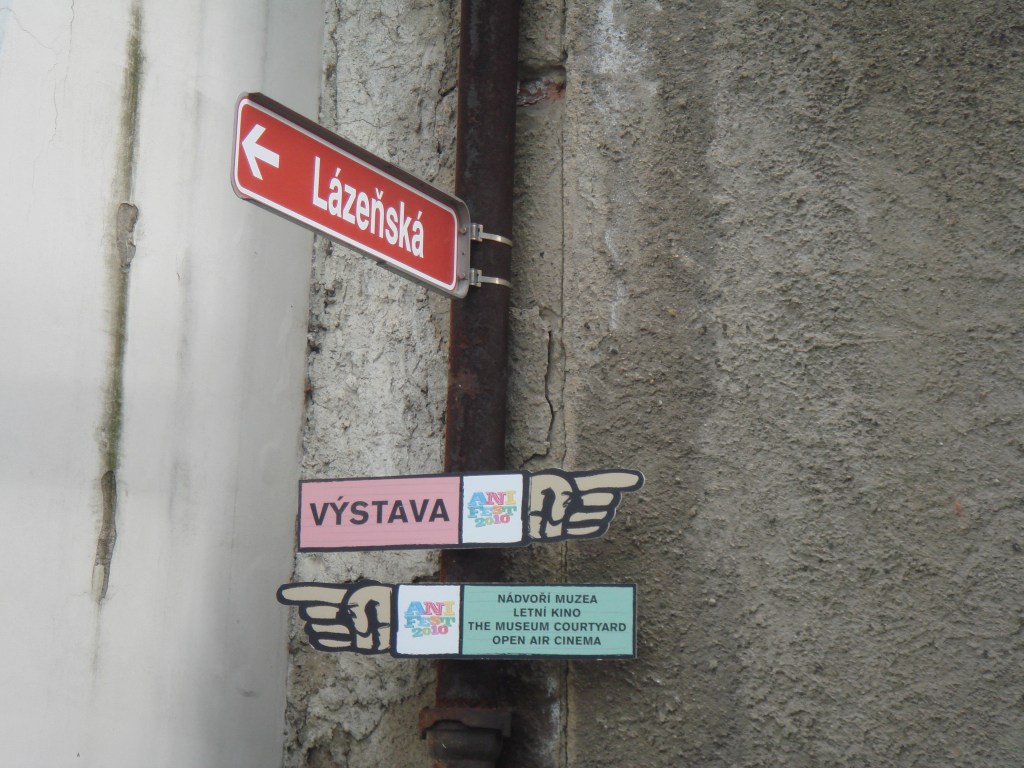 Lázeňská
VÝSTAVA
ANI
FEST
2010
ANI
FEST
2010
NÁDVOŘÍ MUZEA
LETNÍ KINO
THE MUSEUM COURTYARD
OPEN AIR CINEMA